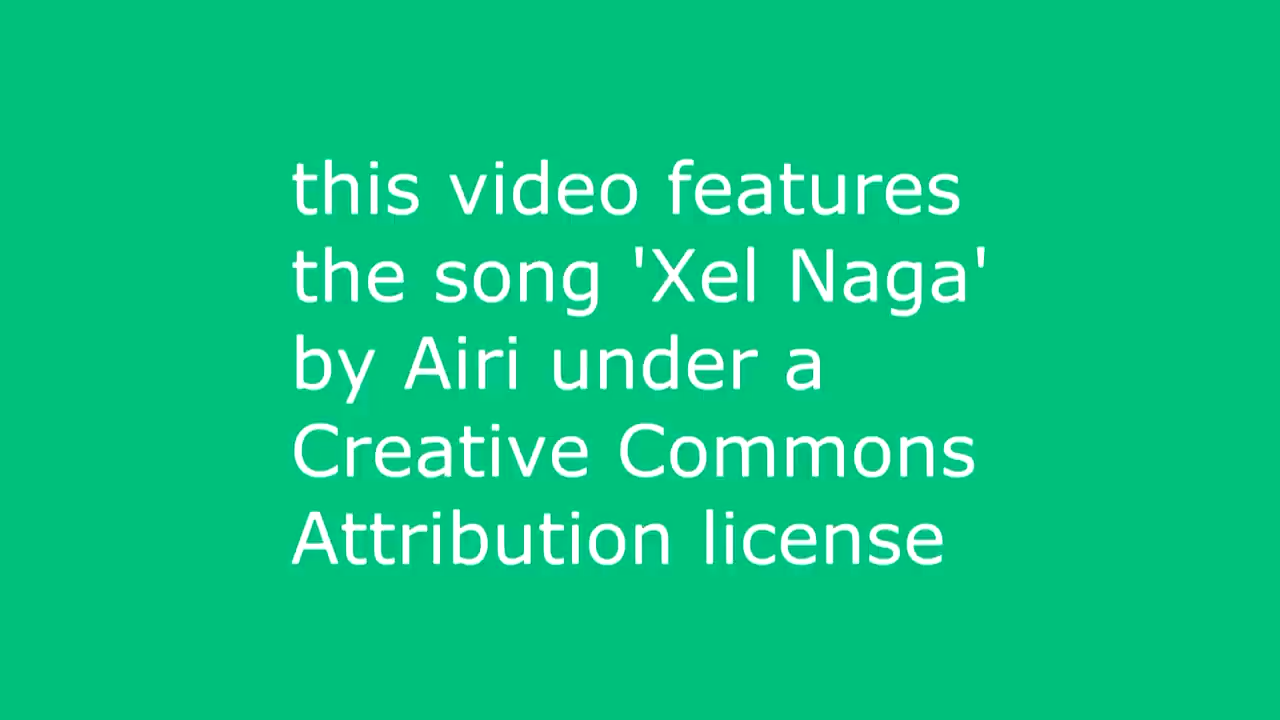 this video features
the song 'Xel Naga'
by Airi under a
Creative Commons
Attribution license